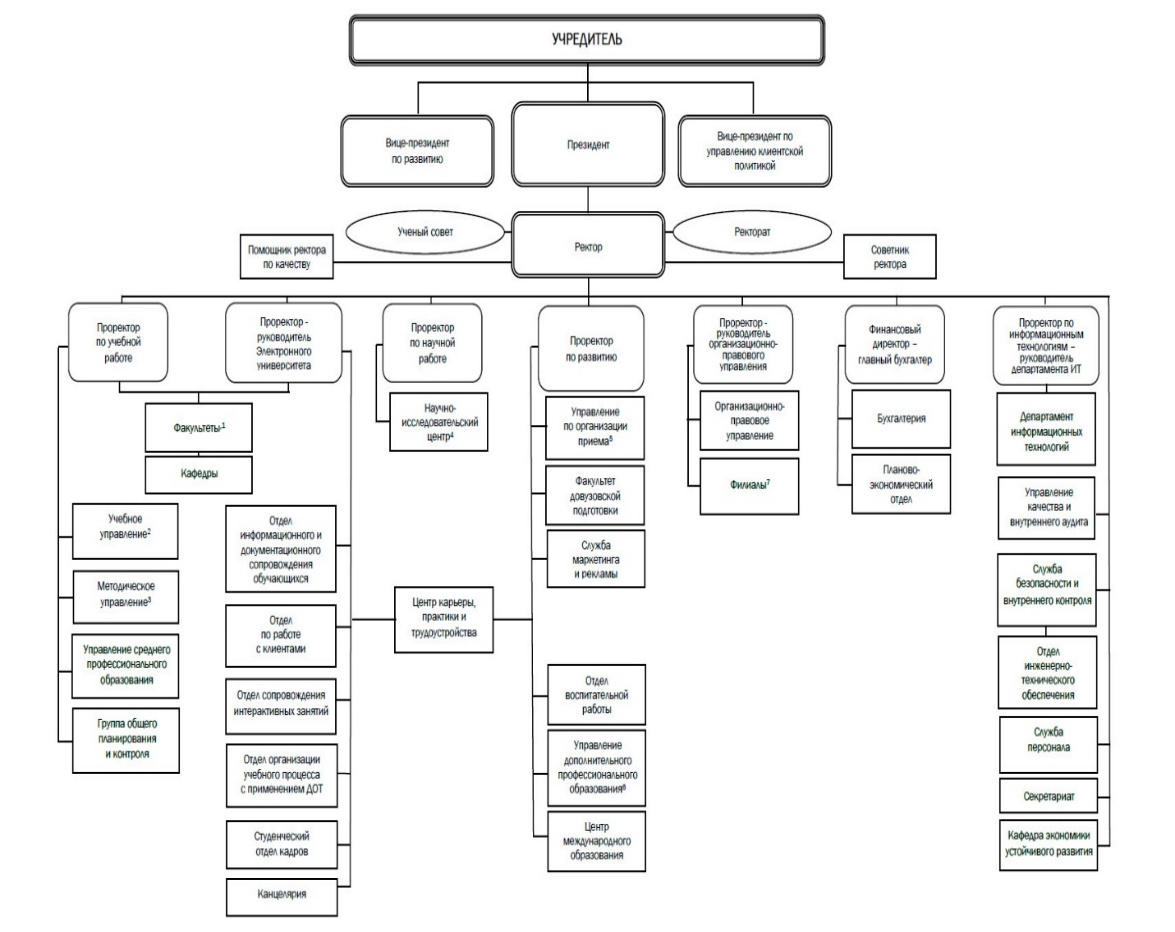 УЧРЕДИТЕЛЬ
Вице-президент
по развитию
Президент
Вице-президент по
управлению клиентской
политикой
Ученый совет
Ректор
Ректорат
Помощник ректора
по качеству
Советник
ректора
Проректор
по учебной
работе
Проректор -
руководитель
Электронного
университета
Проректор
по научной
работе
Проректор
по развитию
Проректор -
руководитель
организационно-
правового
управления
Финансовый
директор –
главный бухгалтер
Проректор по
информационным
технологиям –
руководитель
департамента ИТ
Факультеты¹
Кафедры
Учебное
управление²
Методическое
управление³
Управление среднего
профессионального
образования
Группа общего
планирования
и контроля
Отдел
информационного и
документационного
сопровождения
обучающихся
Отдел
по работе
с клиентами
Отдел сопровождения
интерактивных занятий
Отдел организации
учебного процесса
с применением ДОТ
Студенческий
отдел кадров
Канцелярия
Научно-
исследовательский
центр⁴
Центр карьеры,
практики и
трудоустройства
Управление
по организации
приема⁵
Факультет
довузовской
подготовки
Служба
маркетинга
и рекламы
Отдел
воспитательной
работы
Управление
дополнительного
профессионального
образования⁶
Центр
международного
образования
Организационно-
правовое
управление
Филиалы⁷
Бухгалтерия
Планово-
экономический
отдел
Департамент
информационных
технологий
Управление
качества и
внутреннего аудита
Служба
безопасности и
внутреннего контроля
Отдел
инженерно-
технического
обеспечения
Служба
персонала
Секретариат
Кафедра экономики
устойчивого развития